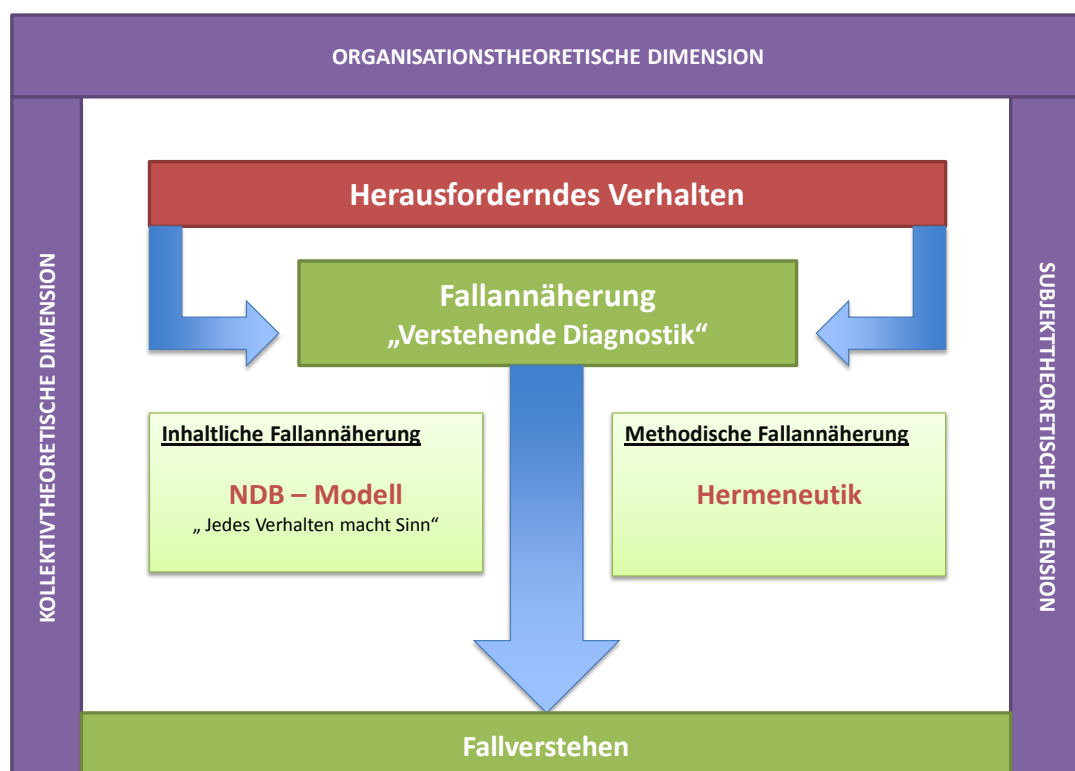 ORGANISATIONSTHEORETISCHE DIMENSION
KOLLEKTIVTHEORETISCHE DIMENSION
Herausforderndes Verhalten
Fallannäherung
„Verstehende Diagnostik“
Inhaltliche Fallannäherung
NDB – Modell
„ Jedes Verhalten macht Sinn“
Methodische Fallannäherung
Hermeneutik
SUBJEKTTHEORETISCHE DIMENSION
Fallverstehen